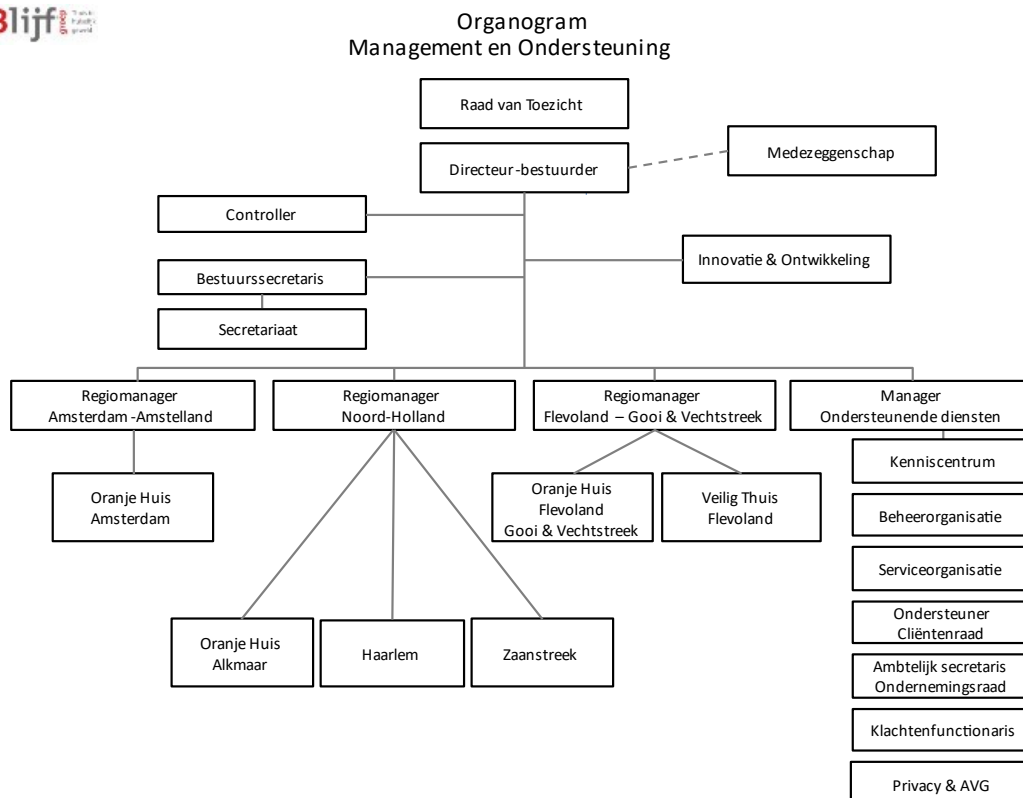 Blijf
groep
Organogram
Management en Ondersteuning
Raad van Toezicht
Directeur-bestuurder
Medezeggenschap
Controller
Innovatie & Ontwikkeling
Bestuurssecretaris
Secretariaat
Regiomanager
Amsterdam -Amstelland
Regiomanager
Noord-Holland
Regiomanager
Flevoland – Gooi & Vechtstreek
Manager
Ondersteunende diensten
Oranje Huis
Amsterdam
Oranje Huis
Flevoland
Gooi & Vechtstreek
Veilig Thuis
Flevoland
Oranje Huis
Alkmaar
Haarlem
Zaanstreek
Kenniscentrum
Beheerorganisatie
Serviceorganisatie
Ondersteuner
Cliëntenraad
Ambtelijk secretaris
Ondernemingsraad
Klachtenfunctionaris
Privacy & AVG